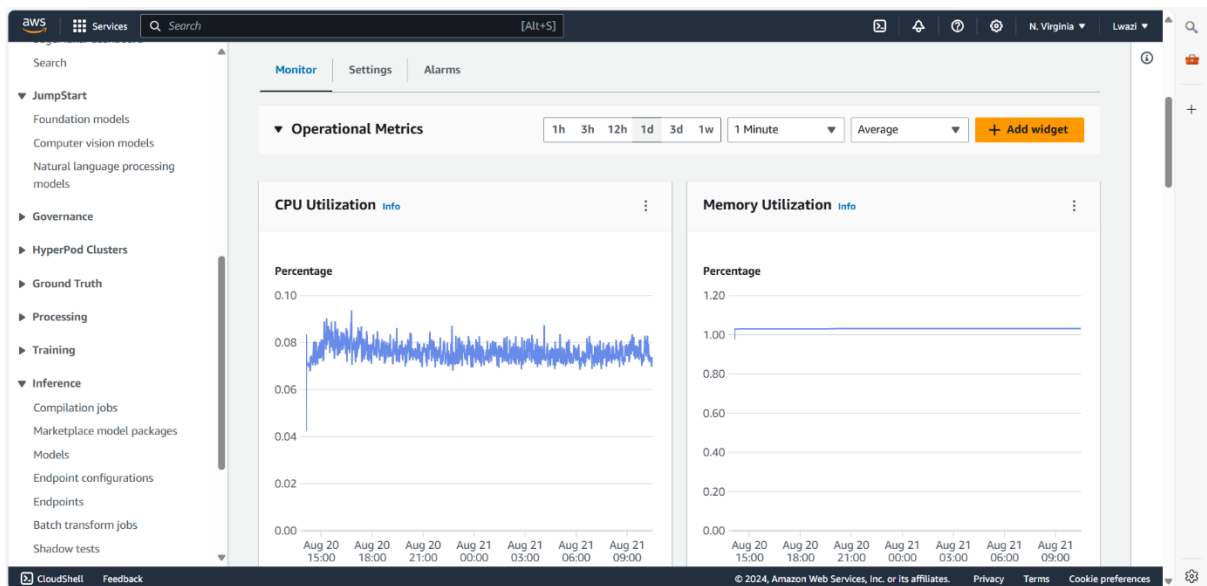 aws
Services
Search
[Alt+S]
N. Virginia
Lwazi
Search
JumpStart
Foundation models
Computer vision models
Natural language processing
models
Governance
HyperPod Clusters
Ground Truth
Processing
Training
Inference
Compilation jobs
Marketplace model packages
Models
Endpoint configurations
Endpoints
Batch transform jobs
Shadow tests
Monitor
Settings
Alarms
Operational Metrics
1h 3h 12h 1d 3d 1w
1 Minute
Average
Add widget
CPU Utilization Info
Percentage
0.10
0.08
0.06
0.04
0.02
0.00
Aug 20 Aug 20 Aug 20 Aug 21 Aug 21 Aug 21 Aug 21
15:00 18:00 21:00 00:00 03:00 06:00 09:00
Memory Utilization Info
Percentage
1.20
1.00
0.80
0.60
0.40
0.20
0.00
Aug 20 Aug 20 Aug 20 Aug 21 Aug 21 Aug 21 Aug 21
15:00 18:00 21:00 00:00 03:00 06:00 09:00
CloudShell
Feedback
© 2024, Amazon Web Services, Inc. or its affiliates.
Privacy
Terms
Cookie preferences